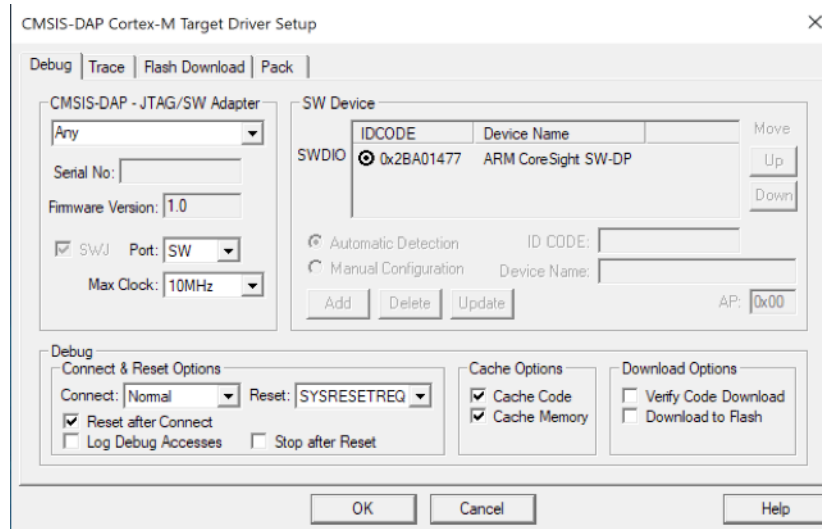 CMSIS-DAP Cortex-M Target Driver Setup
Debug Trace Flash Download Pack
CMSIS-DAP - JTAG/SW Adapter
Any
Serial No:
Firmware Version: 1.0
SWJ Port: SW
Max Clock: 10MHz
SW Device
IDCODE Device Name Move
SWDIO 0x2BA01477 ARM CoreSight SW-DP Up
Down
Automatic Detection ID CODE:
Manual Configuration Device Name:
Add Delete Update AP: 0x00
Debug
Connect & Reset Options
Connect: Normal Reset: SYSRESETREQ
Reset after Connect
Log Debug Accesses Stop after Reset
Cache Options
Cache Code
Cache Memory
Download Options
Verify Code Download
Download to Flash
OK Cancel Help